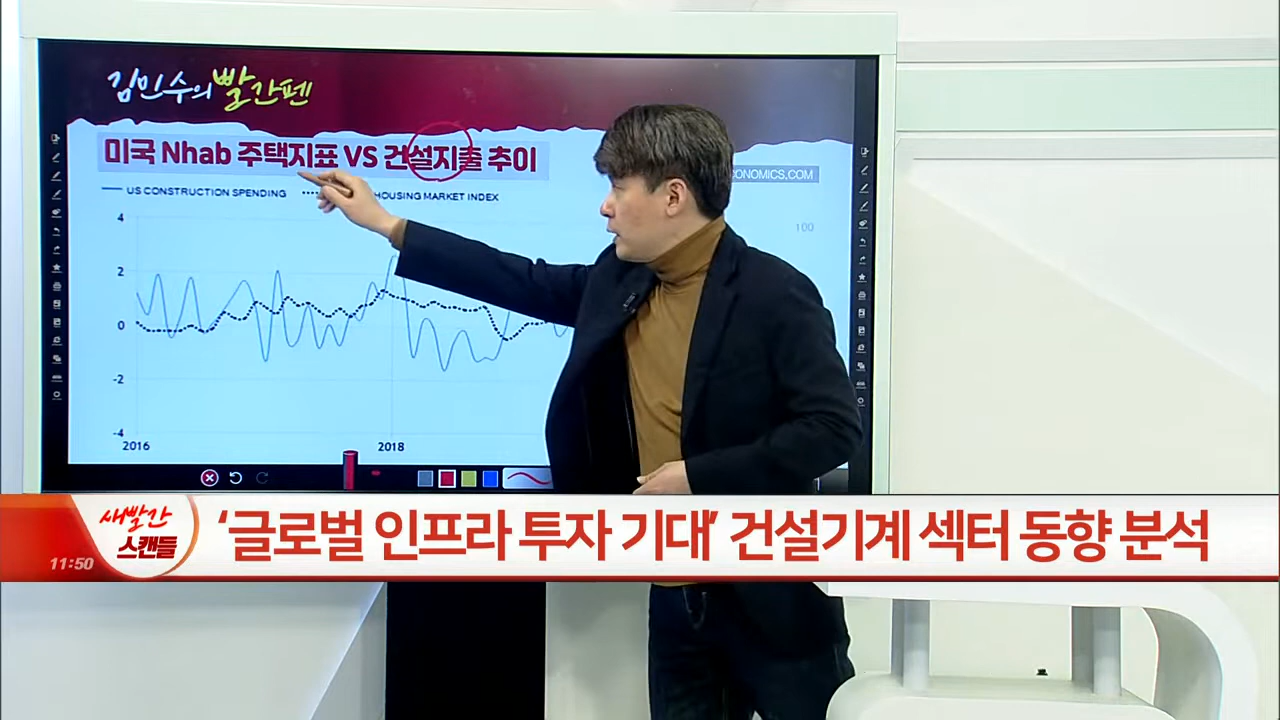 김민수의 빨간펜
미국 Nhab 주택지표 VS 건설지출 추이
CONOMICS.COM
US CONSTRUCTION SPENDING
HOUSING MARKET INDEX
4
100
2
0
-2
-4
2016
2018
새빨간
스캔들
11:50
‘글로벌 인프라 투자 기대’ 건설기계 섹터 동향 분석